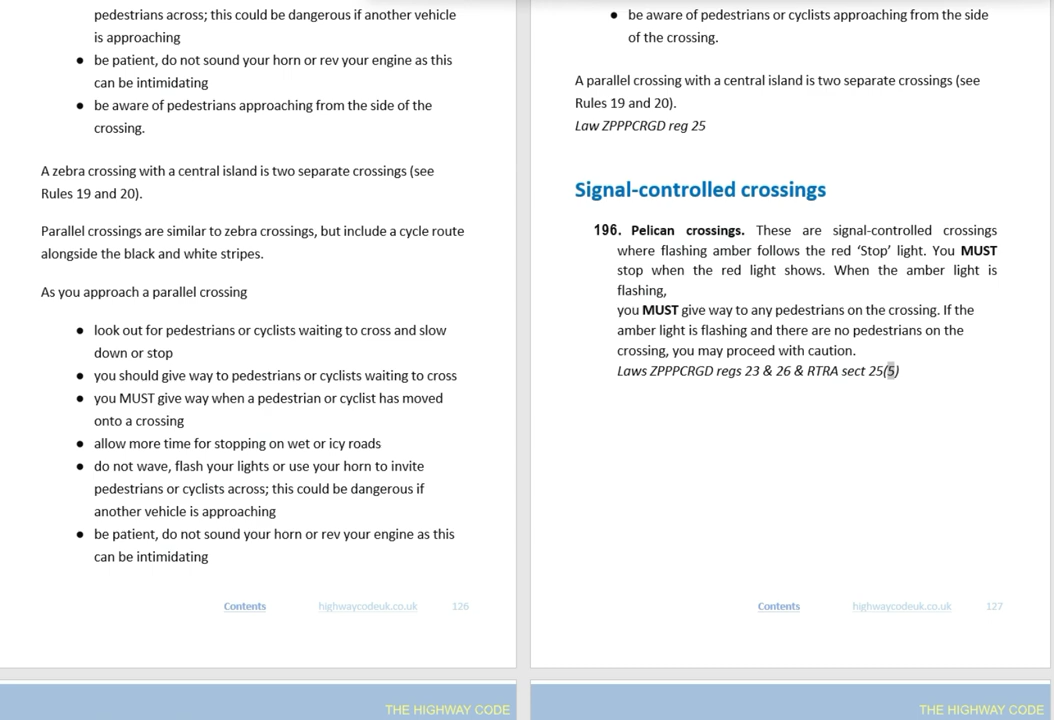 pedestrians across; this could be dangerous if another vehicle
is approaching
● be patient, do not sound your horn or rev your engine as this
can be intimidating
● be aware of pedestrians approaching from the side of the
crossing.
A zebra crossing with a central island is two separate crossings (see
Rules 19 and 20).
Parallel crossings are similar to zebra crossings, but include a cycle route
alongside the black and white stripes.
As you approach a parallel crossing
● look out for pedestrians or cyclists waiting to cross and slow
down or stop
● you should give way to pedestrians or cyclists waiting to cross
● you MUST give way when a pedestrian or cyclist has moved
onto a crossing
● allow more time for stopping on wet or icy roads
● do not wave, flash your lights or use your horn to invite
pedestrians or cyclists across; this could be dangerous if
another vehicle is approaching
● be patient, do not sound your horn or rev your engine as this
can be intimidating
Contents highwaycodeuk.co.uk 126
● be aware of pedestrians or cyclists approaching from the side
of the crossing.
A parallel crossing with a central island is two separate crossings (see
Rules 19 and 20).
Law ZPPPCRGD reg 25
Signal-controlled crossings
196. Pelican crossings. These are signal-controlled crossings
where flashing amber follows the red ‘Stop’ light. You MUST
stop when the red light shows. When the amber light is
flashing,
you MUST give way to any pedestrians on the crossing. If the
amber light is flashing and there are no pedestrians on the
crossing, you may proceed with caution.
Laws ZPPPCRGD regs 23 & 26 & RTRA sect 25(5)
Contents highwaycodeuk.co.uk 127
THE HIGHWAY CODE
THE HIGHWAY CODE